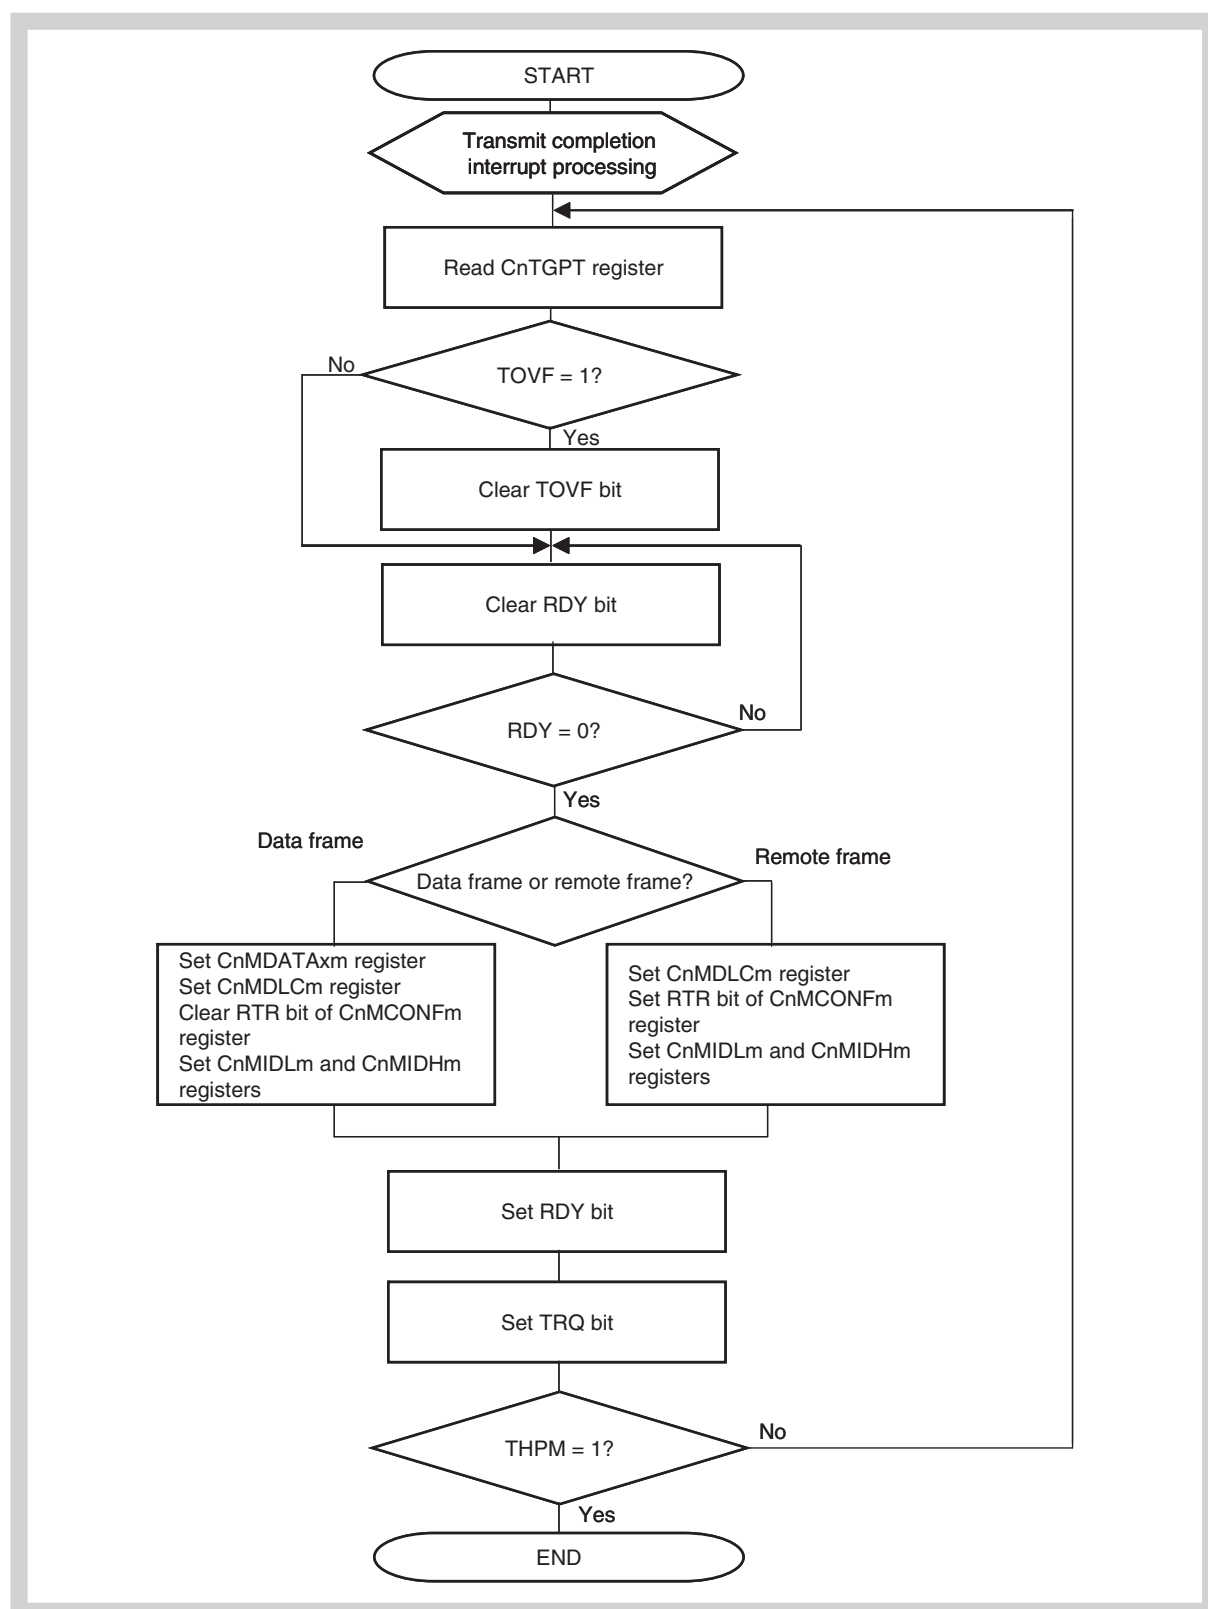 START
Transmit completion
interrupt processing
Read CnTGPT register
No
TOVF = 1?
Yes
Clear TOVF bit
Clear RDY bit
No
RDY = 0?
Yes
Data frame
Remote frame
Data frame or remote frame?
Set CnMDATAxm register
Set CnMDLCm register
Clear RTR bit of CnMCONFm
register
Set CnMIDLm and CnMIDHm
registers
Set CnMDLCm register
Set RTR bit of CnMCONFm
register
Set CnMIDLm and CnMIDHm
registers
Set RDY bit
Set TRQ bit
No
THPM = 1?
Yes
END